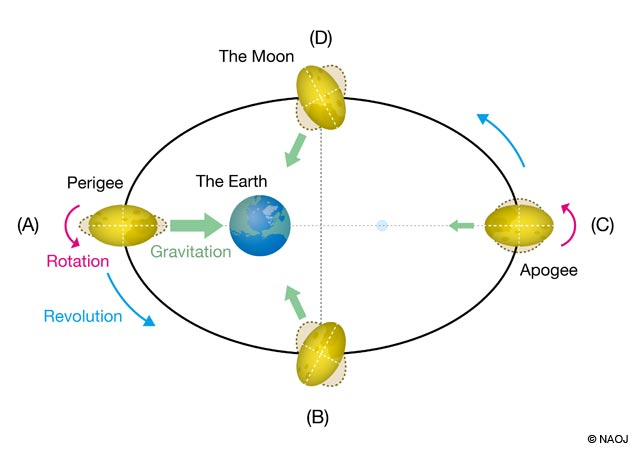 (D)
The Moon
Perigee
The Earth
(A)
(C)
Gravitation
Rotation
Apogee
Revolution
(B)
© NAOJ